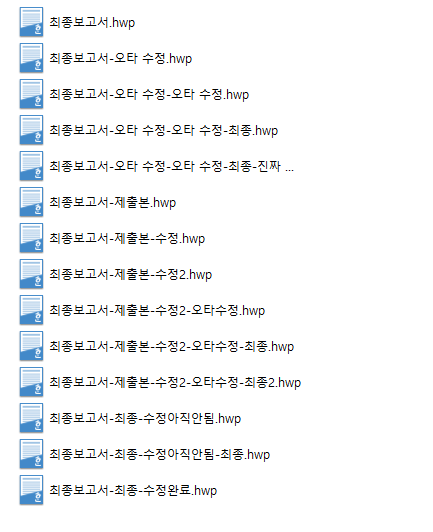 최종보고서.hwp
최종보고서-오타 수정.hwp
최종보고서-오타 수정-오타 수정.hwp
최종보고서-오타 수정-오타 수정-최종.hwp
최종보고서-오타 수정-오타 수정-최종-진짜 ...
최종보고서-제출본.hwp
최종보고서-제출본-수정.hwp
최종보고서-제출본-수정2.hwp
최종보고서-제출본-수정2-오타수정.hwp
최종보고서-제출본-수정2-오타수정-최종.hwp
최종보고서-제출본-수정2-오타수정-최종2.hwp
최종보고서-최종-수정아직안됨.hwp
최종보고서-최종-수정아직안됨-최종.hwp
최종보고서-최종-수정완료.hwp